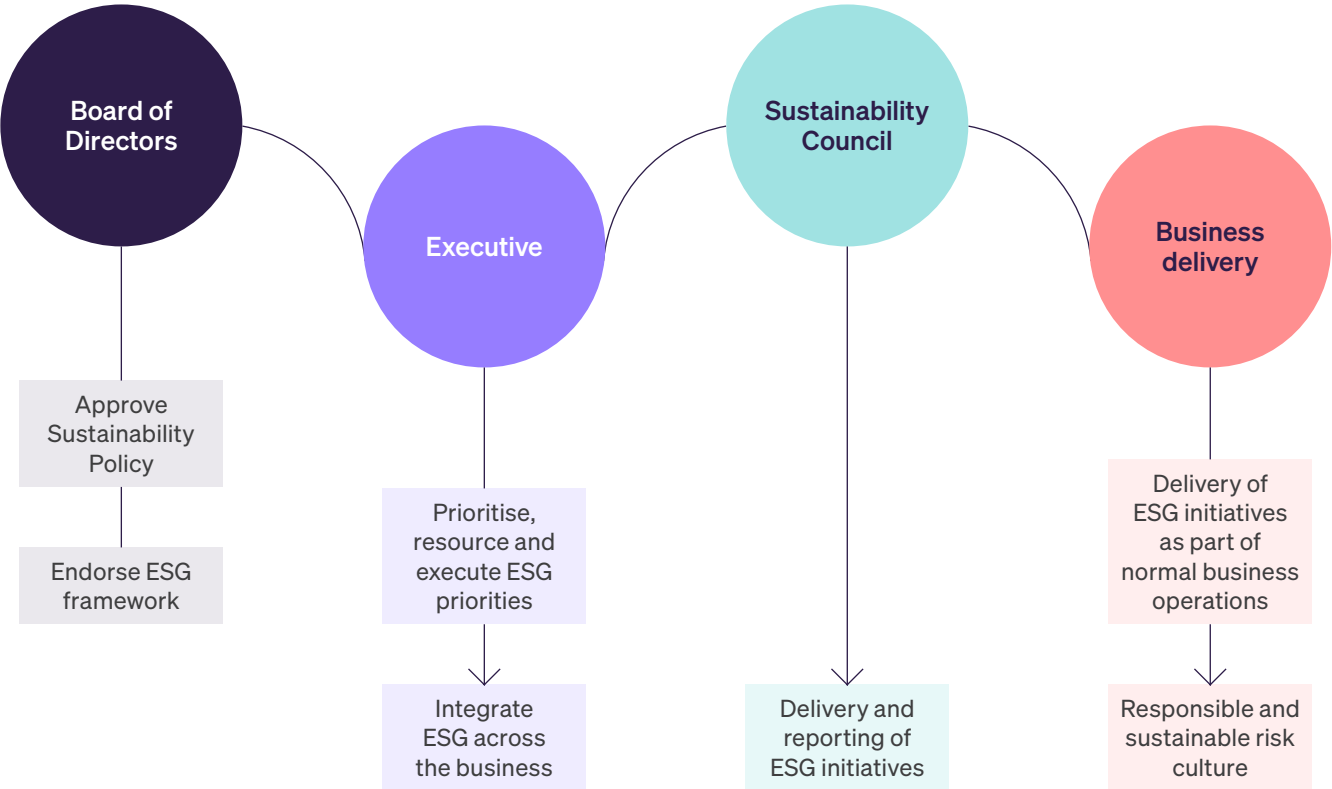 Board of
Directors
Executive
Sustainability
Council
Business
delivery
Approve
Sustainability
Policy
Endorse ESG
framework
Prioritise,
resource and
execute ESG
priorities
Integrate
ESG across
the business
Delivery and
reporting of
ESG initiatives
Delivery of
ESG initiatives
as part of
normal business
operations
Responsible and
sustainable risk
culture